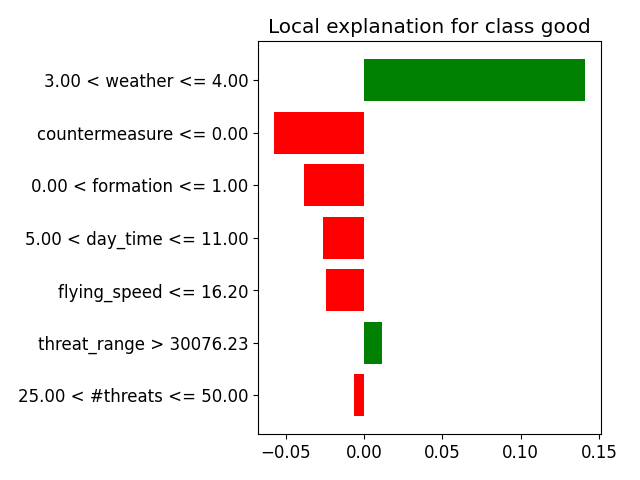 Local explanation for class good
3.00 < weather <= 4.00
countermeasure <= 0.00
0.00 < formation <= 1.00
5.00 < day_time <= 11.00
flying_speed <= 16.20
threat_range > 30076.23
25.00 < #threats <= 50.00
−0.05 0.00 0.05 0.10 0.15